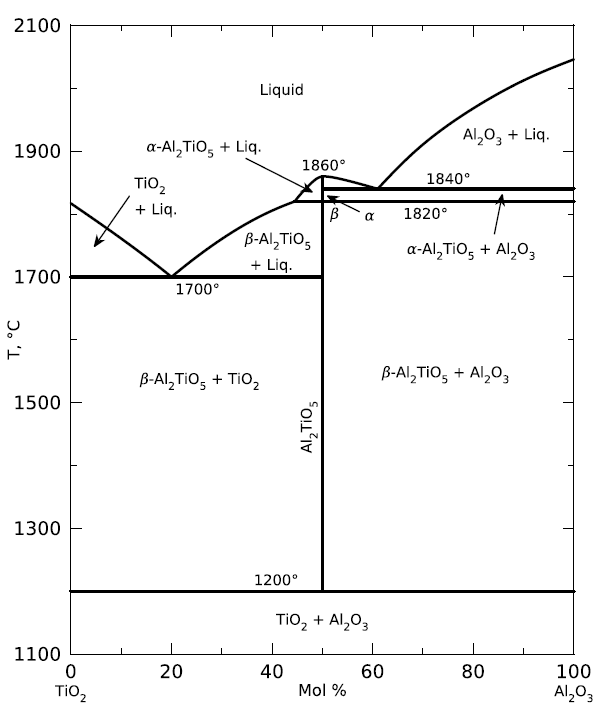 2100
Liquid
α-Al₂TiO₅ + Liq.
1860°
Al₂O₃ + Liq.
1900
TiO₂
+ Liq.
1840°
β
α
1820°
β-Al₂TiO₅
+ Liq.
α-Al₂TiO₅ + Al₂O₃
1700
1700°
T, °C
β-Al₂TiO₅ + TiO₂
β-Al₂TiO₅ + Al₂O₃
1500
Al₂TiO₅
1300
1200°
TiO₂ + Al₂O₃
1100
0 20 40 60 80 100
TiO₂ Mol % Al₂O₃